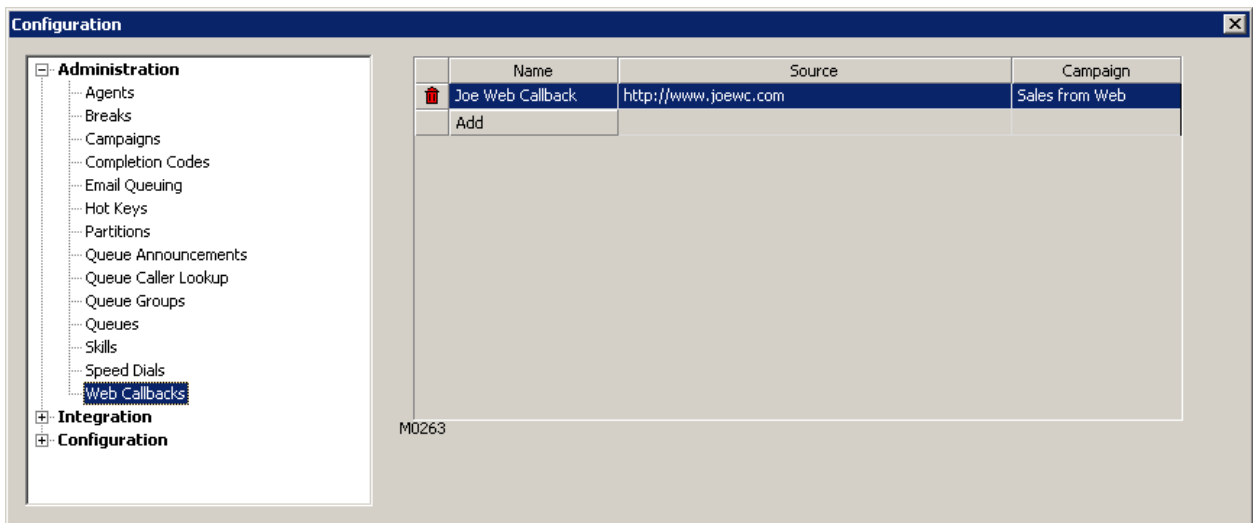 Configuration
Administration
Agents
Breaks
Campaigns
Completion Codes
Email Queuing
Hot Keys
Partitions
Queue Announcements
Queue Caller Lookup
Queue Groups
Queues
Skills
Speed Dials
Web Callbacks
Integration
Configuration
Name Source Campaign
Joe Web Callback http://www.joewc.com Sales from Web
Add
M0263